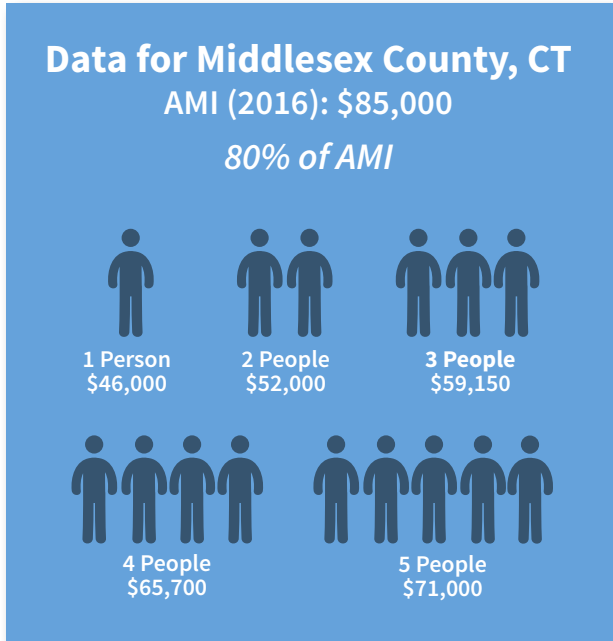 Data for Middlesex County, CT
AMI (2016): $85,000
80% of AMI
1 Person
$46,000
2 People
$52,000
3 People
$59,150
4 People
$65,700
5 People
$71,000